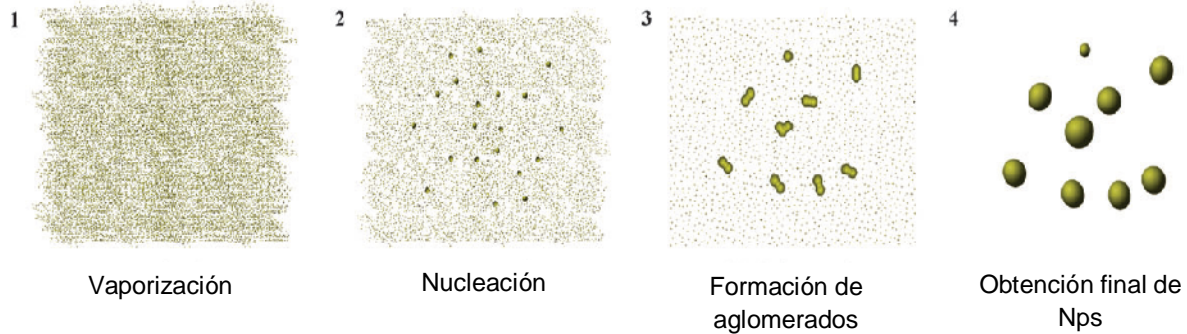 1
2
3
4
Vaporización
Nucleación
Formación de
aglomerados
Obtención final de
Nps